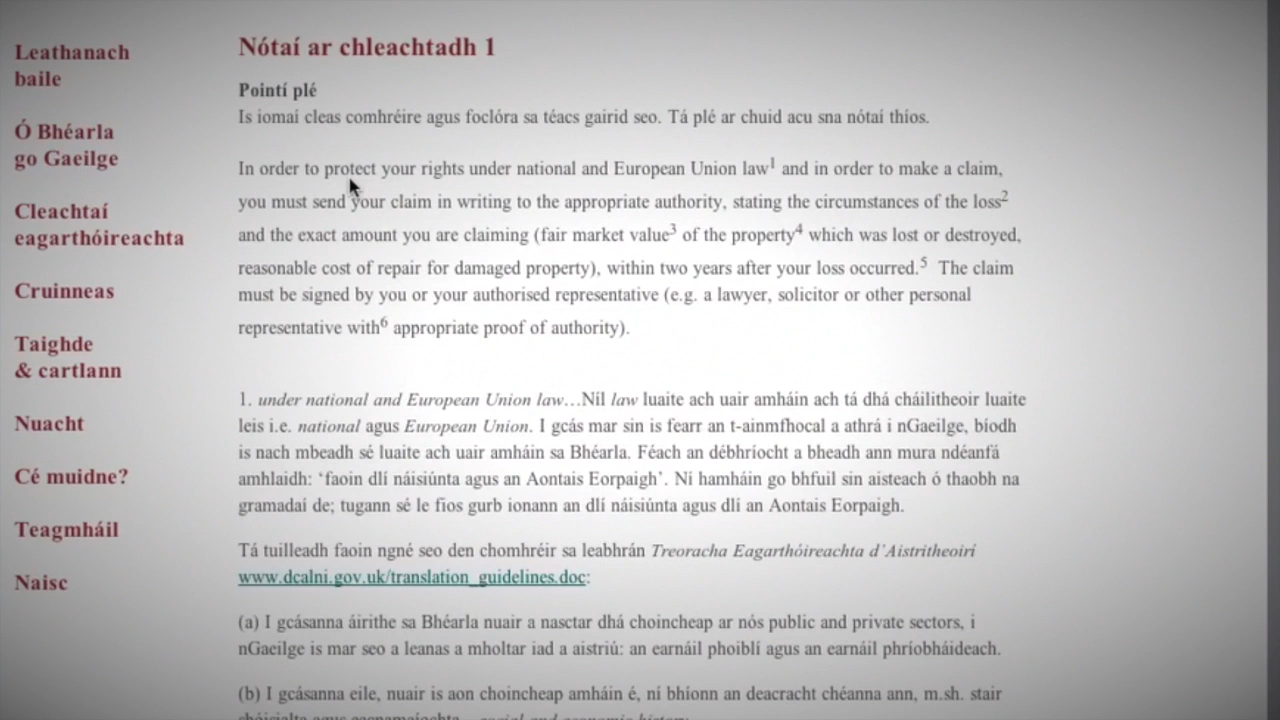 Leathanach
baile
Ó Bhéarla
go Gaeilge
Cleachtaí
eagarthóireachta
Cruinneas
Taighde
& cartlann
Nuacht
Cé muidne?
Teagmháil
Naisc
Nótaí ar chleachtadh 1
Pointí plé
Is iomaí cleas comhréire agus foclóra sa téacs gairid seo. Tá plé ar chuid acu sna nótaí thíos.
In order to protect your rights under national and European Union law¹ and in order to make a claim,
you must send your claim in writing to the appropriate authority, stating the circumstances of the loss²
and the exact amount you are claiming (fair market value³ of the property⁴ which was lost or destroyed,
reasonable cost of repair for damaged property), within two years after your loss occurred.⁵ The claim
must be signed by you or your authorised representative (e.g. a lawyer, solicitor or other personal
representative with⁶ appropriate proof of authority).
1. under national and European Union law…Níl law luaite ach uair amháin ach tá dhá cháilitheoir luaite
leis i.e. national agus European Union. I gcás mar sin is fearr an t-ainmfhocal a athrá i nGaeilge, bíodh
is nach mbeadh sé luaite ach uair amháin sa Bhéarla. Féach an débhríocht a bheadh ann mura ndéanfá
amhlaidh: ‘faoin dlí náisiúnta agus an Aontais Eorpaigh’. Ní hamháin go bhfuil sin aisteach ó thaobh na
gramadaí de; tugann sé le fios gurb ionann an dlí náisiúnta agus dlí an Aontais Eorpaigh.
Tá tuilleadh faoin ngné seo den chomhréir sa leabhrán Treoracha Eagarthóireachta d’Aistritheoirí
www.dcalni.gov.uk/translation_guidelines.doc:
(a) I gcásanna áirithe sa Bhéarla nuair a nasctar dhá choincheap ar nós public and private sectors, i
nGaeilge is mar seo a leanas a mholtar iad a aistriú: an earnáil phoiblí agus an earnáil phríobháideach.
(b) I gcásanna eile, nuair is aon choincheap amháin é, ní bhíonn an deacracht chéanna ann, m.sh. stair
shóisialta agus eacnamaíochta – social and economic history